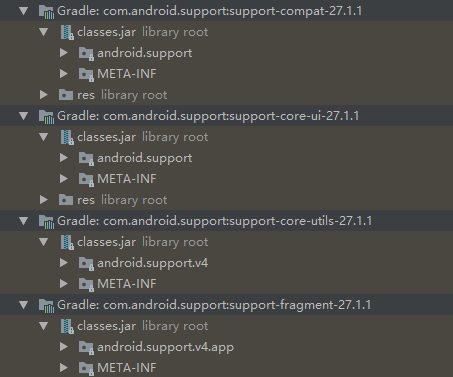 Gradle: com.android.support:support-compat-27.1.1
classes.jar library root
android.support
META-INF
res library root
Gradle: com.android.support:support-core-ui-27.1.1
classes.jar library root
android.support
META-INF
res library root
Gradle: com.android.support:support-core-utils-27.1.1
classes.jar library root
android.support.v4
META-INF
Gradle: com.android.support:support-fragment-27.1.1
classes.jar library root
android.support.v4.app
META-INF